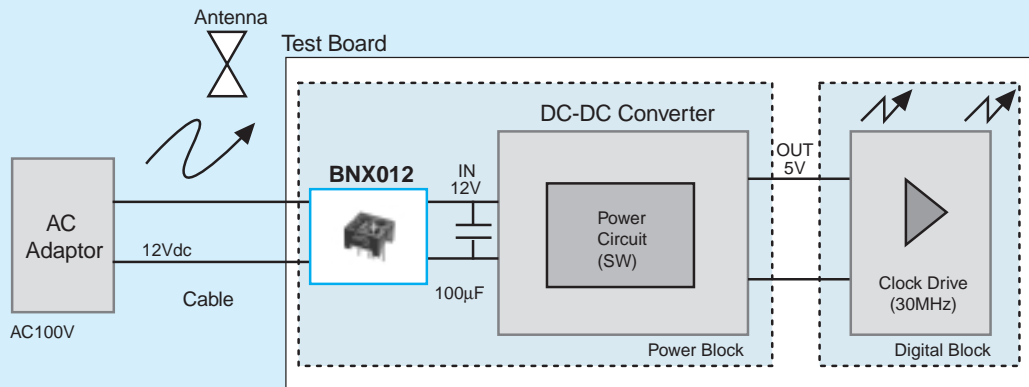 Antenna
Test Board
DC-DC Converter
BNX012
IN
12V
OUT
5V
AC
Adaptor
Power
Circuit
(SW)
12Vdc
Cable
100μF
Clock Drive
(30MHz)
AC100V
Power Block
Digital Block